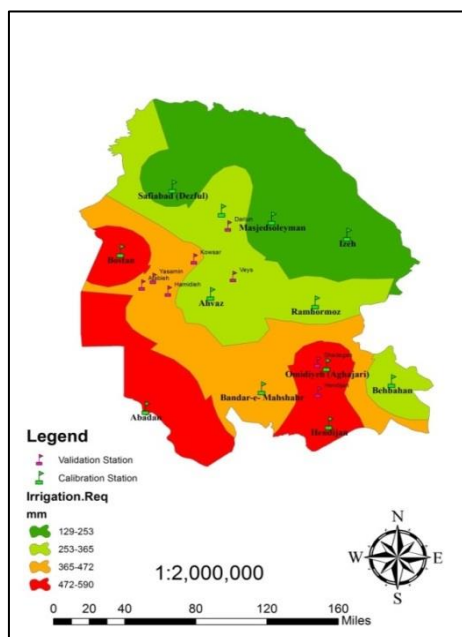 Safiabad (Dezful)
Masjedsoleyman
Izeh
Kowsar
Bostan
Yasamin
Veys
Hamidieh
Ahvaz
Ramhormoz
Omidiyeh (Aghajari)
Behbahan
Bandar-e- Mahshahr
Abadan
Hendijan
Legend
Validation Station
Calibration Station
Irrigation.Req
mm
129-253
253-365
365-472
472-590
1:2,000,000
N
W E
S
0 20 40 80 120 160
Miles